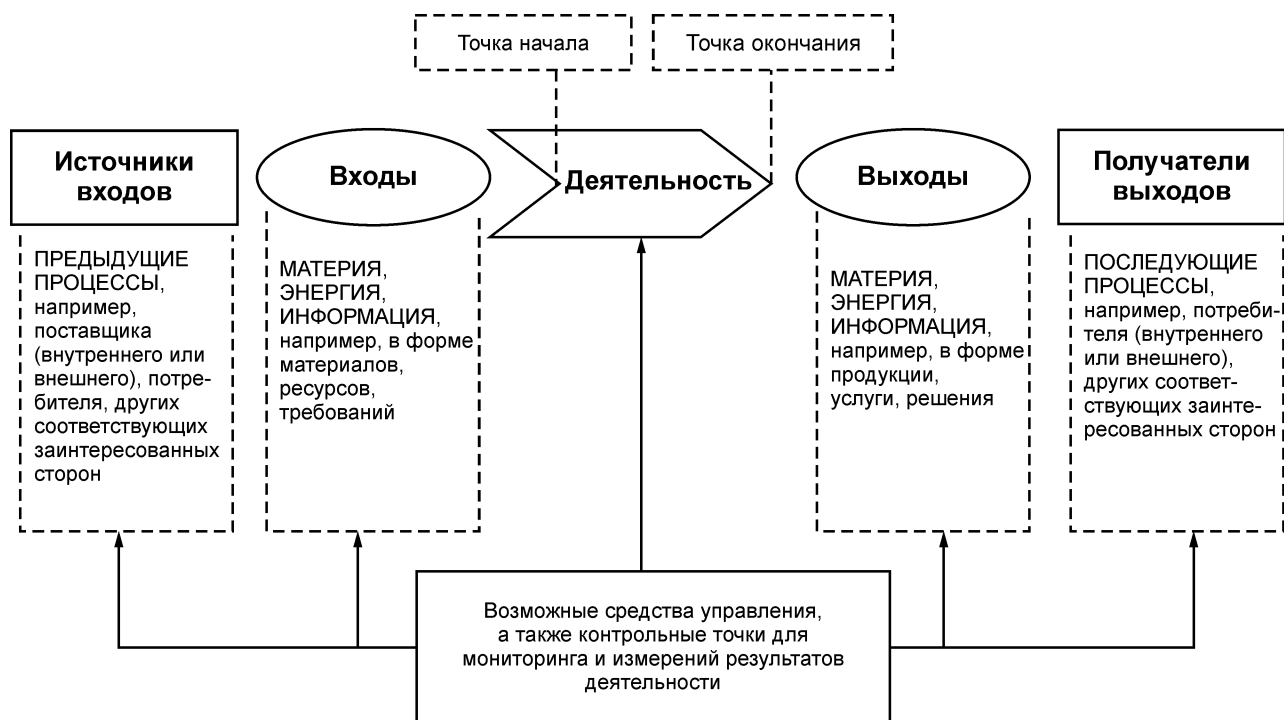 Точка начала
Точка окончания
Источники
входов
Входы
Деятельность
Выходы
Получатели
выходов
ПРЕДЫДУЩИЕ
ПРОЦЕССЫ,
например,
поставщика
(внутреннего или
внешнего), потре-
бителя, других
соответствующих
заинтересованных
сторон
МАТЕРИЯ,
ЭНЕРГИЯ,
ИНФОРМАЦИЯ,
например, в форме
материалов,
ресурсов,
требований
МАТЕРИЯ,
ЭНЕРГИЯ,
ИНФОРМАЦИЯ,
например, в форме
продукции,
услуги, решения
ПОСЛЕДУЮЩИЕ
ПРОЦЕССЫ,
например, потреби-
теля (внутреннего
или внешнего),
других соответ-
ствующих заинте-
ресованных сторон
Возможные средства управления,
а также контрольные точки для
мониторинга и измерений результатов
деятельности